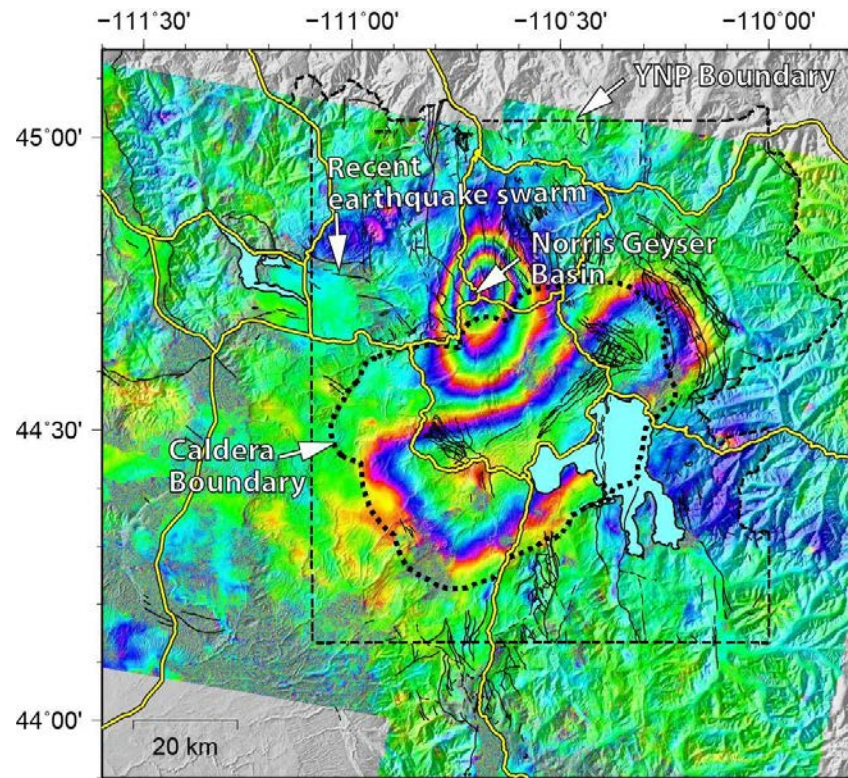 −111˚30'
−111˚00'
−110˚30'
−110˚00'
YNP Boundary
45˚00'
Recent
earthquake swarm
Norris Geyser
Basin
44˚30'
Caldera
Boundary
44˚00'
20 km